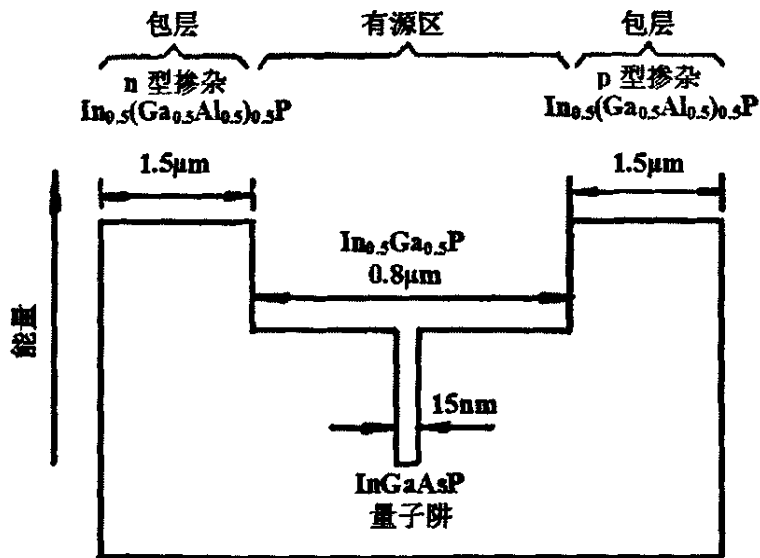 包层 有源区 包层
n 型掺杂 p 型掺杂
In₀.₅(Ga₀.₅Al₀.₅)₀.₅P In₀.₅(Ga₀.₅Al₀.₅)₀.₅P
1.5μm 1.5μm
In₀.₅Ga₀.₅P
0.8μm
能量
15nm
InGaAsP
量子阱